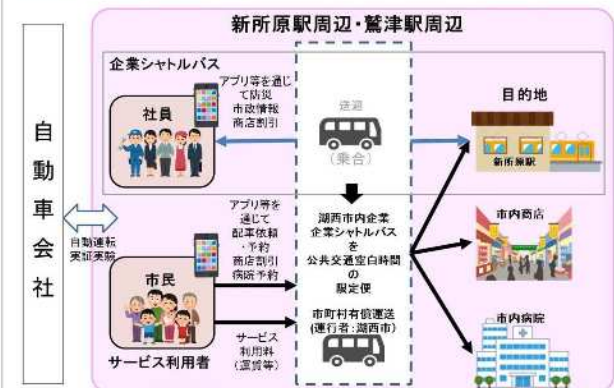 新所原駅周辺・鷲津駅周辺
企業シャトルバス
社員
アプリ等を通じ
て防災
市政情報
商店割引
送迎
(乗合)
目的地
新所原駅
自動車会社
自動運転
実証実験
市民
サービス利用者
アプリ等を
通じて
配車依頼
・予約
商店割引
病院予約
サービス
利用料
(運賃等)
湖西市内企業
企業シャトルバス
を
公共交通空白時間
の
限定便
市町村有償運送
(運行者:湖西市)
市内商店
市内病院